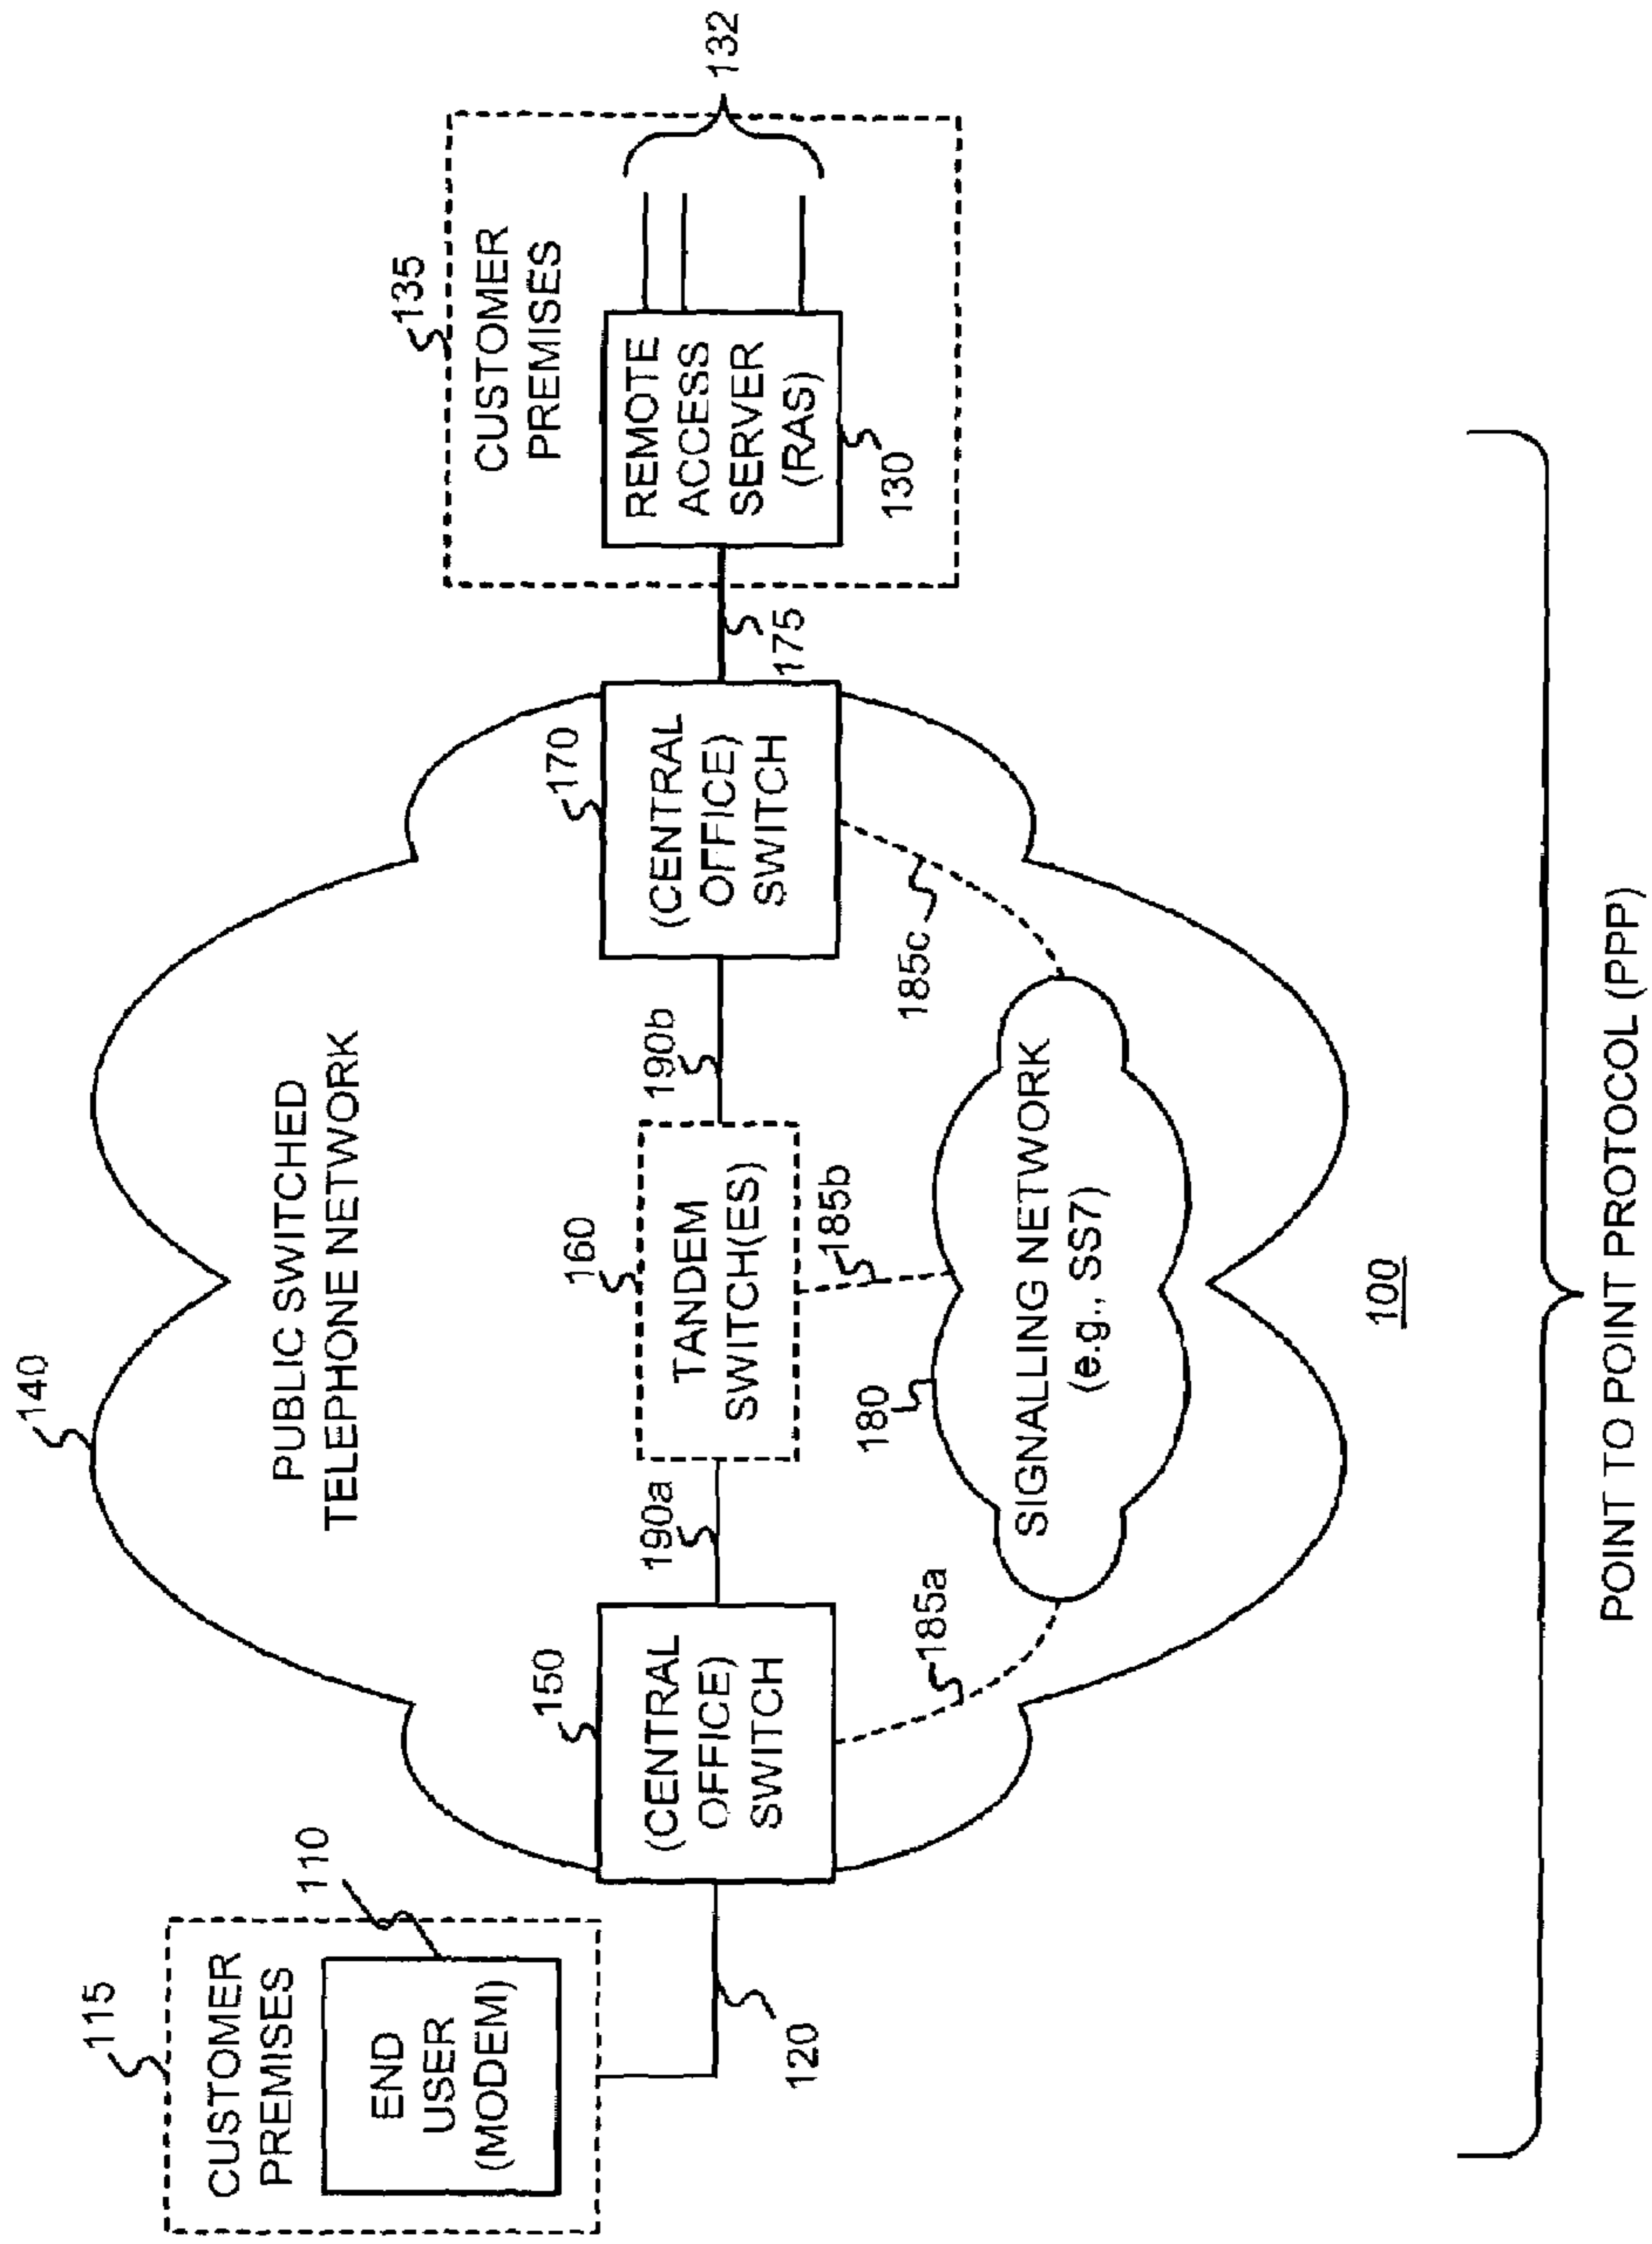 140
PUBLIC SWITCHED
TELEPHONE NETWORK
115
CUSTOMER
PREMISES
110
END
USER
(MODEM)
120
150
(CENTRAL
OFFICE)
SWITCH
190a
160
TANDEM
SWITCH(ES)
190b
170
(CENTRAL
OFFICE)
SWITCH
175
135
CUSTOMER
PREMISES
REMOTE
ACCESS
SERVER
(RAS)
130
132
185a
185b
185c
180
SIGNALLING NETWORK
(e.g., SS7)
100
POINT TO POINT PROTOCOL (PPP)